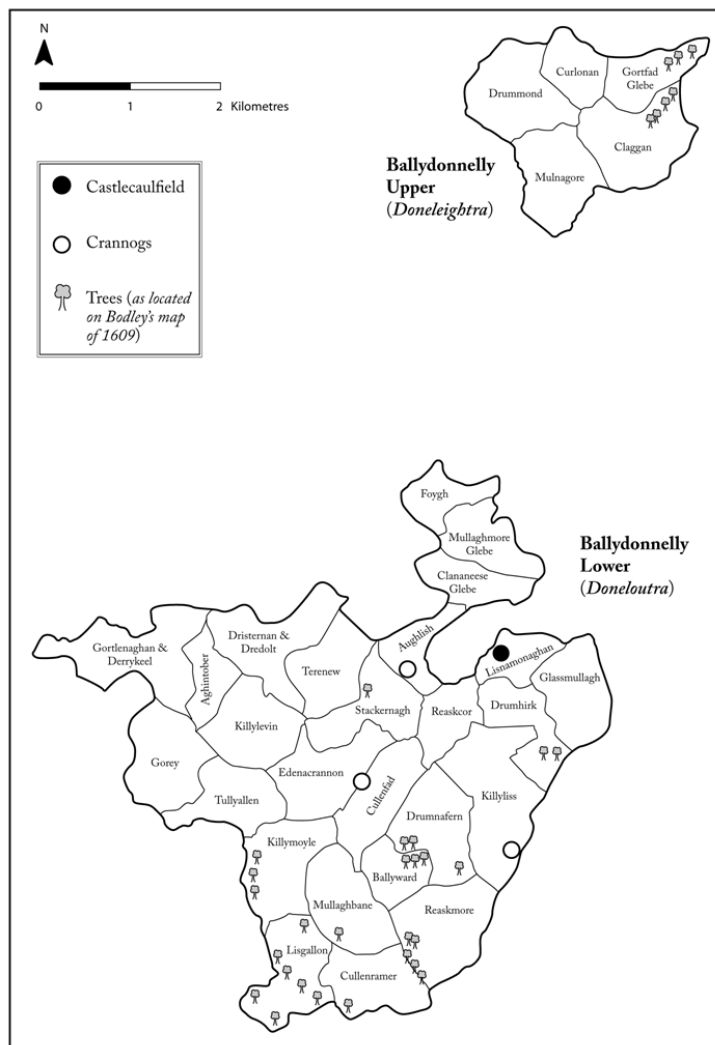 N
0 1 2 Kilometres
Castlecaulfield
Crannogs
Trees (as located
on Bodley's map
of 1609)
Ballydonnelly
Upper
(Doneleightra)
Curlonan
Gortfad
Glebe
Drummond
Claggan
Mulnagore
Ballydonnelly
Lower
(Doneloutra)
Foygh
Mullaghmore
Glebe
Clananeese
Glebe
Aughlish
Lisnamonaghan
Glassmullagh
Gortlenaghan &
Derrykeel
Aghintober
Dristernan &
Dredolt
Terenew
Stackernagh
Reaskcor
Drumhirk
Killylevin
Gorey
Edenacrannon
Cullenfad
Killyliss
Tullyallen
Drumnafern
Killymoyle
Ballyward
Mullaghbane
Reaskmore
Lisgallon
Cullenramer